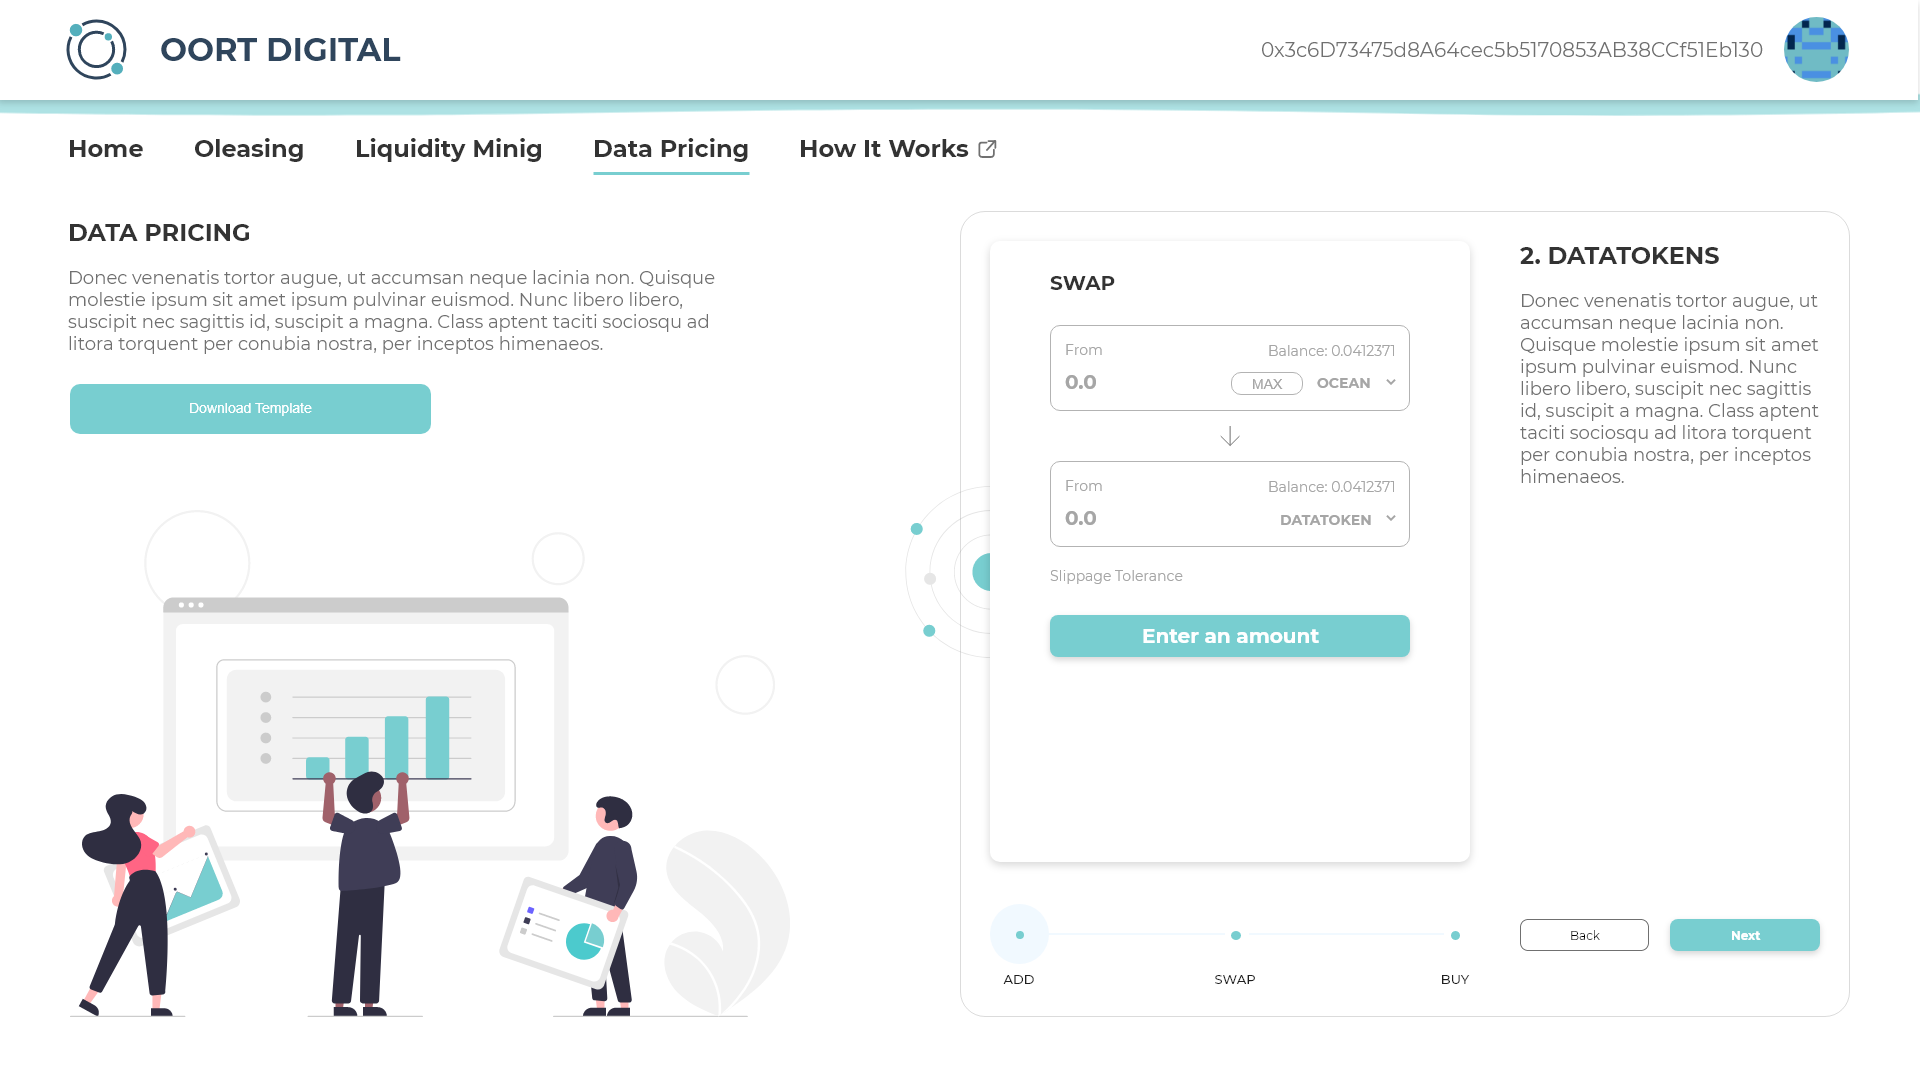 OORT DIGITAL
0x3c6D73475d8A64cec5b5170853AB38CCf51Eb130
Home
Oleasing
Liquidity Minig
Data Pricing
How It Works
DATA PRICING
Donec venenatis tortor augue, ut accumsan neque lacinia non. Quisque
molestie ipsum sit amet ipsum pulvinar euismod. Nunc libero libero,
suscipit nec sagittis id, suscipit a magna. Class aptent taciti sociosqu ad
litora torquent per conubia nostra, per inceptos himenaeos.
Download Template
SWAP
From
Balance: 0.0412371
0.0
MAX
OCEAN
From
Balance: 0.0412371
0.0
DATATOKEN
Slippage Tolerance
Enter an amount
2. DATATOKENS
Donec venenatis tortor augue, ut
accumsan neque lacinia non.
Quisque molestie ipsum sit amet
ipsum pulvinar euismod. Nunc
libero libero, suscipit nec sagittis
id, suscipit a magna. Class aptent
taciti sociosqu ad litora torquent
per conubia nostra, per inceptos
himenaeos.
ADD
SWAP
BUY
Back
Next